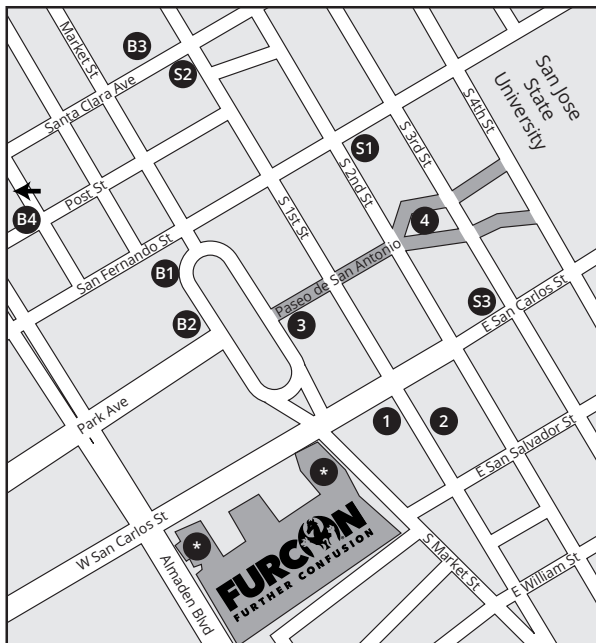 Market St
B3
S2
Santa Clara Ave
San Jose
State
University
S 4th St
S1
S 3rd St
Post St
B4
S 2nd St
S 1st St
4
San Fernando St
B1
Paseo de San Antonio
S3
E San Carlos St
B2
3
Park Ave
1
2
E San Salvador St
*
*
W San Carlos St
FURCON
FURTHER CONFUSION
S Market St
E William St
Almaden Blvd